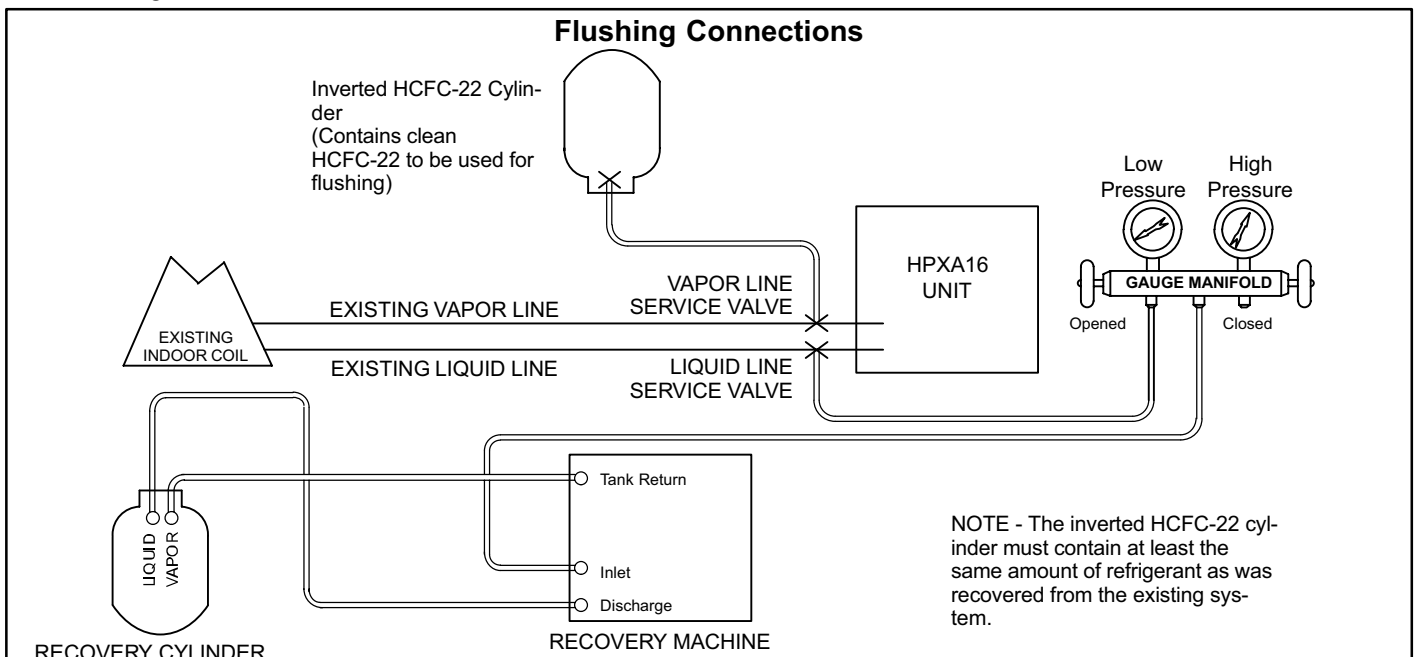 Flushing Connections
Inverted HCFC-22 Cylin-
der
(Contains clean
HCFC-22 to be used for
flushing)
Low
Pressure
High
Pressure
HPXA16
UNIT
GAUGE MANIFOLD
Opened
Closed
VAPOR LINE
SERVICE VALVE
EXISTING VAPOR LINE
EXISTING
INDOOR COIL
EXISTING LIQUID LINE
LIQUID LINE
SERVICE VALVE
Tank Return
Inlet
Discharge
LIQUID
VAPOR
RECOVERY CYLINDER
RECOVERY MACHINE
NOTE - The inverted HCFC-22 cyl-
inder must contain at least the
same amount of refrigerant as was
recovered from the existing sys-
tem.